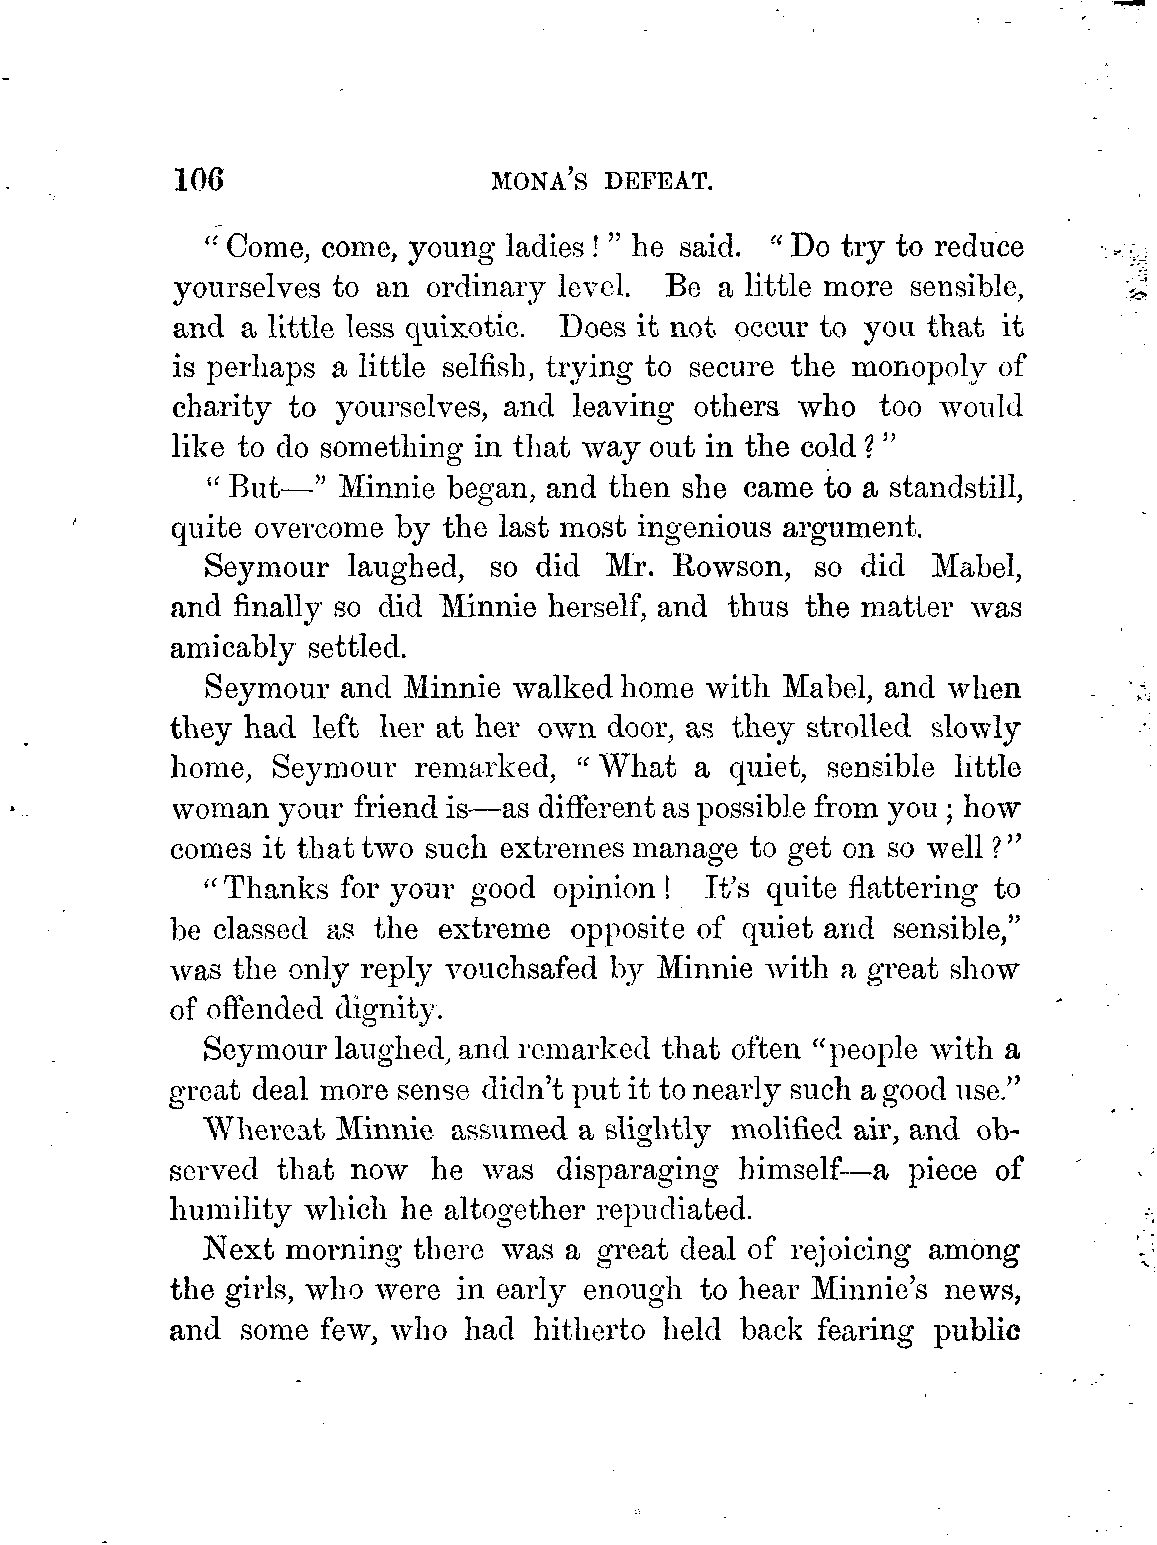 106 MONA'S DEFEAT.
"Come, come, young ladies!" he said. "Do try to reduce
yourselves to an ordinary level. Be a little more sensible,
and a little less quixotic. Does it not occur to you that it
is perhaps a little selfish, trying to secure the monopoly of
charity to yourselves, and leaving others who too would
like to do something in that way out in the cold?"
"But—" Minnie began, and then she came to a standstill,
quite overcome by the last most ingenious argument.
Seymour laughed, so did Mr. Rowson, so did Mabel,
and finally so did Minnie herself, and thus the matter was
amicably settled.
Seymour and Minnie walked home with Mabel, and when
they had left her at her own door, as they strolled slowly
home, Seymour remarked, "What a quiet, sensible little
woman your friend is—as different as possible from you; how
comes it that two such extremes manage to get on so well?"
"Thanks for your good opinion! It's quite flattering to
be classed as the extreme opposite of quiet and sensible,"
was the only reply vouchsafed by Minnie with a great show
of offended dignity.
Seymour laughed, and remarked that often "people with a
great deal more sense didn't put it to nearly such a good use."
Whereat Minnie assumed a slightly molified air, and ob-
served that now he was disparaging himself—a piece of
humility which he altogether repudiated.
Next morning there was a great deal of rejoicing among
the girls, who were in early enough to hear Minnie's news,
and some few, who had hitherto held back fearing public